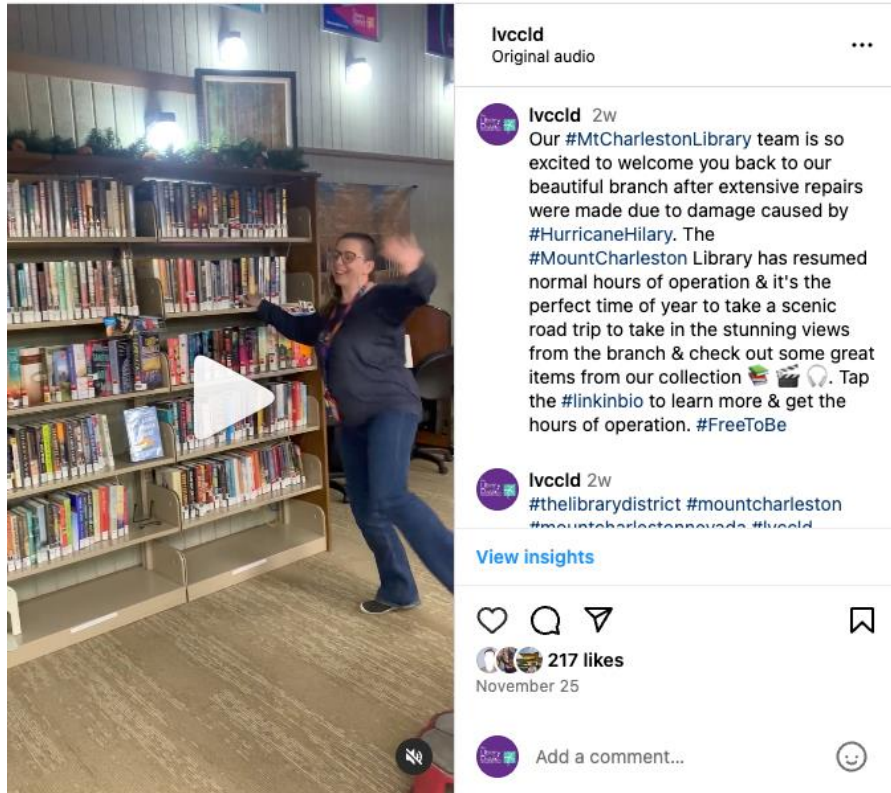 lvccld
Original audio
lvccld 2w
Our #MtCharlestonLibrary team is so
excited to welcome you back to our
beautiful branch after extensive repairs
were made due to damage caused by
#HurricaneHilary. The
#MountCharleston Library has resumed
normal hours of operation & it's the
perfect time of year to take a scenic
road trip to take in the stunning views
from the branch & check out some great
items from our collection 📚 🎬 🎧. Tap
the #linkinbio to learn more & get the
hours of operation. #FreeToBe
lvccld 2w
#thelibrarydistrict #mountcharleston
#mountcharlestonnevada #lvccld
View insights
217 likes
November 25
Add a comment...